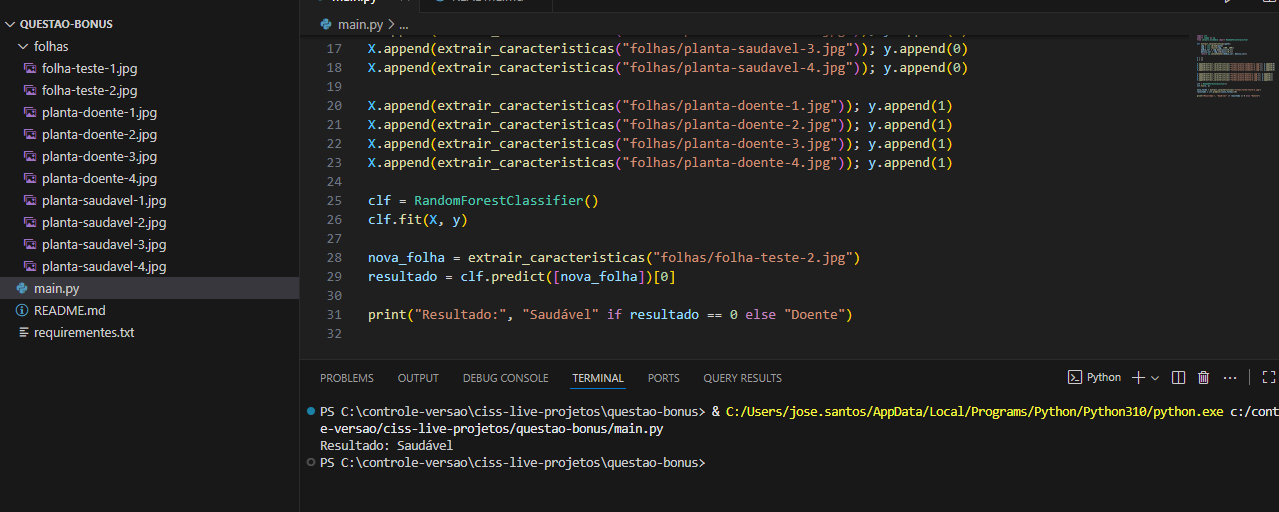 QUESTAO-BONUS
folhas
folha-teste-1.jpg
folha-teste-2.jpg
planta-doente-1.jpg
planta-doente-2.jpg
planta-doente-3.jpg
planta-doente-4.jpg
planta-saudavel-1.jpg
planta-saudavel-2.jpg
planta-saudavel-3.jpg
planta-saudavel-4.jpg
main.py
README.md
requirementes.txt
main.py > ...
17 X.append(extrair_caracteristicas("folhas/planta-saudavel-3.jpg")); y.append(0)
18 X.append(extrair_caracteristicas("folhas/planta-saudavel-4.jpg")); y.append(0)
19
20 X.append(extrair_caracteristicas("folhas/planta-doente-1.jpg")); y.append(1)
21 X.append(extrair_caracteristicas("folhas/planta-doente-2.jpg")); y.append(1)
22 X.append(extrair_caracteristicas("folhas/planta-doente-3.jpg")); y.append(1)
23 X.append(extrair_caracteristicas("folhas/planta-doente-4.jpg")); y.append(1)
24
25 clf = RandomForestClassifier()
26 clf.fit(X, y)
27
28 nova_folha = extrair_caracteristicas("folhas/folha-teste-2.jpg")
29 resultado = clf.predict([nova_folha])[0]
30
31 print("Resultado:", "Saudável" if resultado == 0 else "Doente")
32
PROBLEMS OUTPUT DEBUG CONSOLE TERMINAL PORTS QUERY RESULTS Python
PS C:\controle-versao\ciss-live-projetos\questao-bonus> & C:/Users/jose.santos/AppData/Local/Programs/Python/Python310/python.exe c:/cont
e-versao/ciss-live-projetos/questao-bonus/main.py
Resultado: Saudável
PS C:\controle-versao\ciss-live-projetos\questao-bonus>